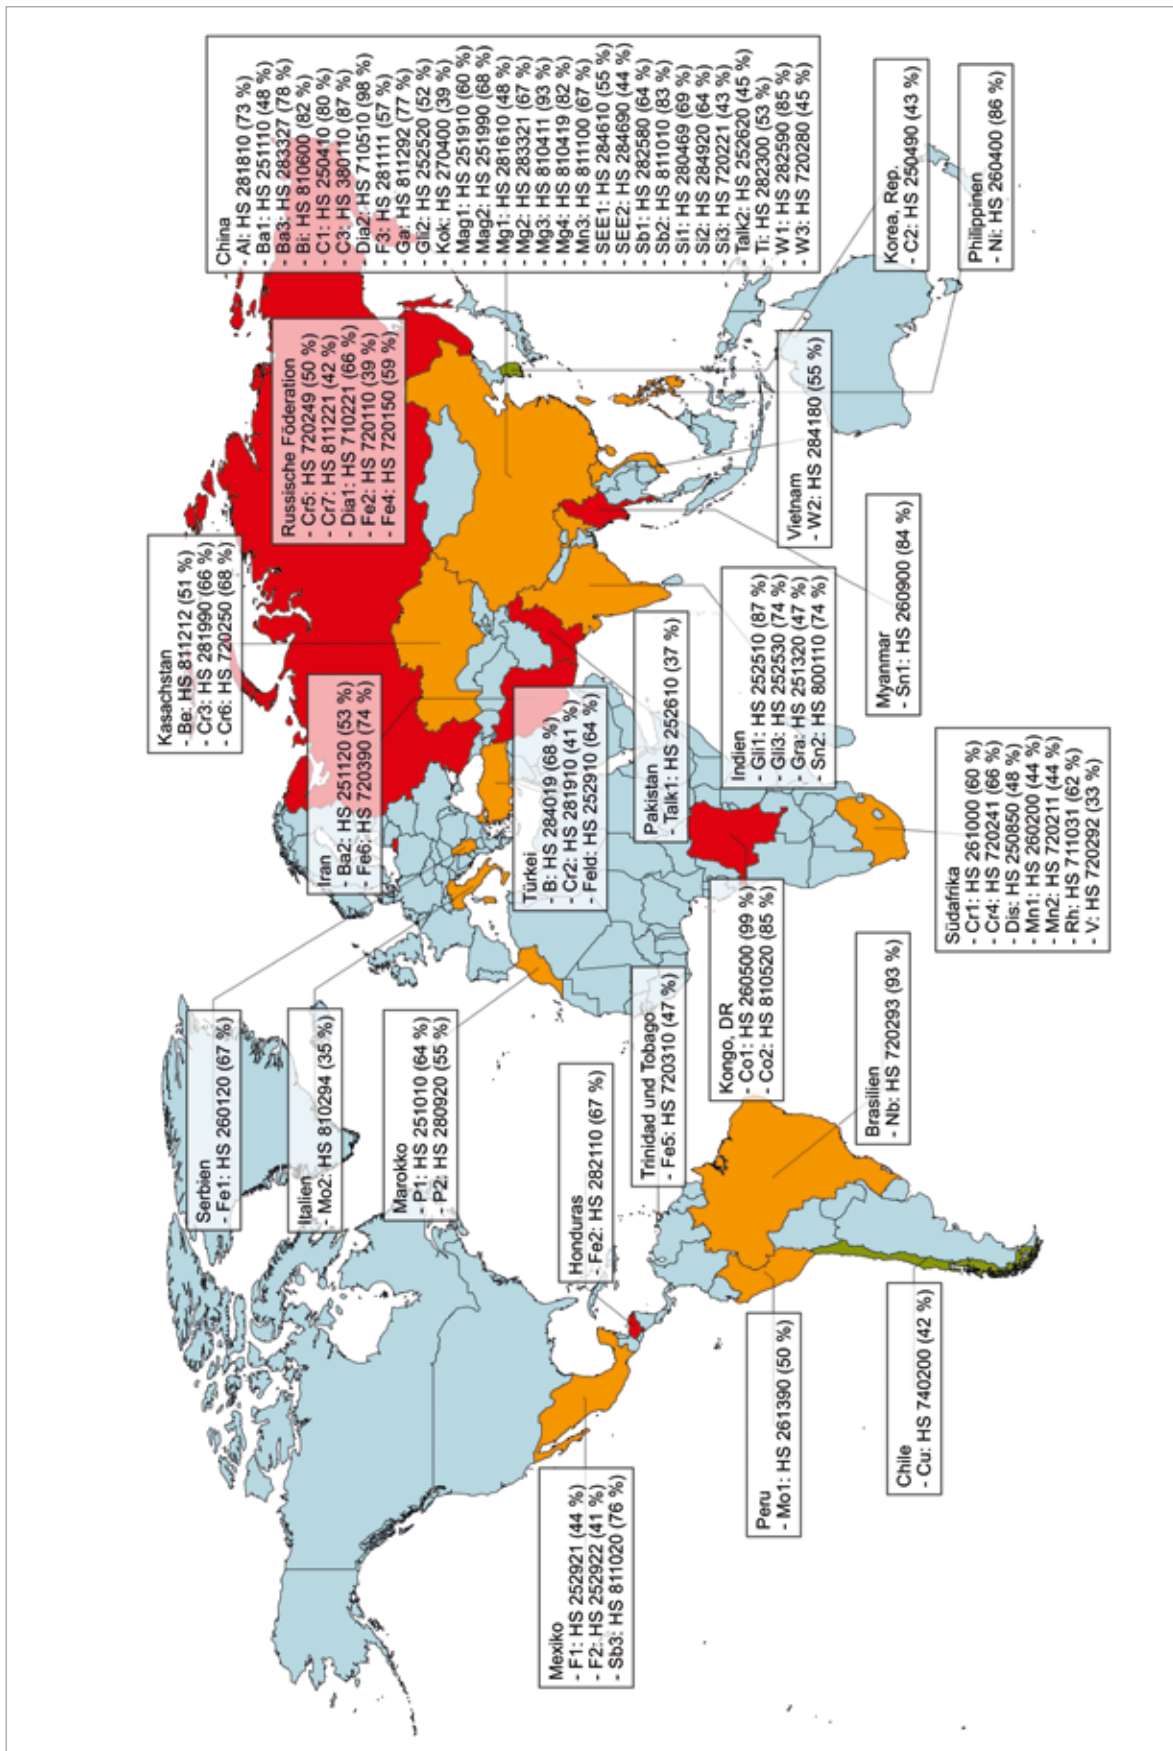 Kasachstan
- Be: HS 811212 (51 %)
- Cr3: HS 281990 (66 %)
- Cr6: HS 720250 (68 %)
Russische Föderation
- Cr5: HS 720249 (50 %)
- Cr7: HS 811221 (42 %)
Dia1: HS 710221 (66 %)
- Fe2: HS 720110 (39 %)
- Fe4: HS 720150 (59 %)
China
- Al: HS 281810 (73 %)
- Ba1: HS 251110 (48 %)
- Ba3: HS 283327 (78 %)
- Bi: HS 810600 (82 %)
- C1: HS 250410 (80 %)
- C3: HS 380110 (87 %)
Dia2: HS 710510 (98 %)
- F3: HS 281111 (57 %)
- Ga: HS 811292 (77 %)
- Gli2: HS 252520 (52 %)
- Kok: HS 270400 (39 %)
- Mag1: HS 251910 (60 %)
- Mag2: HS 251990 (68 %)
- Mg1: HS 281610 (48 %)
- Mg2: HS 283321 (67 %)
- Mg3: HS 810411 (93 %)
- Mg4: HS 810419 (82 %)
- Mn3: HS 811100 (67 %)
- SEE1: HS 284610 (55 %)
- SEE2: HS 284690 (44 %)
- Sb1: HS 282580 (64 %)
- Sb2: HS 811010 (83 %)
- Si1: HS 280469 (69 %)
- Si2: HS 284920 (64 %)
- Si3: HS 720221 (43 %)
- Talk2: HS 252620 (45 %)
- Ti: HS 282300 (53 %)
- W1: HS 282590 (85 %)
- W3: HS 720280 (45 %)
Serbien
- Fe1: HS 260120 (67 %)
Italien
- Mo2: HS 810294 (35 %)
Marokko
- P1: HS 251010 (64 %)
- P2: HS 280920 (55 %)
Iran
- Ba2: HS 251120 (53 %)
- Fe6: HS 720390 (74 %)
Türkei
- B: HS 284019 (68 %)
- Cr2: HS 281910 (41 %)
- Feld: HS 252910 (64 %)
Pakistan
- Talk1: HS 252610 (37 %)
Indien
- Gli1: HS 252510 (87 %)
- Gli3: HS 252530 (74 %)
- Gra: HS 251320 (47 %)
- Sn2: HS 800110 (74 %)
Vietnam
- W2: HS 284180 (55 %)
Korea, Rep.
- C2: HS 250490 (43 %)
Philippinen
- Ni: HS 260400 (86 %)
Myanmar
- Sn1: HS 260900 (84 %)
Mexiko
- F1: HS 252921 (44 %)
- F2: HS 252922 (41 %)
- Sb3: HS 811020 (76 %)
Honduras
- Fe2: HS 282110 (67 %)
Trinidad und Tobago
- Fe5: HS 720310 (47 %)
Kongo, DR
- Co1: HS 260500 (99 %)
- Co2: HS 810520 (85 %)
Peru
- Mo1: HS 261390 (50 %)
Brasilien
- Nb: HS 720293 (93 %)
Chile
- Cu: HS 740200 (42 %)
Südafrika
- Cr1: HS 261000 (60 %)
- Cr4: HS 720241 (66 %)
- Dis: HS 250850 (48 %)
- Mn1: HS 260200 (44 %)
- Mn2: HS 720211 (44 %)
- Rh: HS 711031 (62 %)
- V: HS 720292 (33 %)